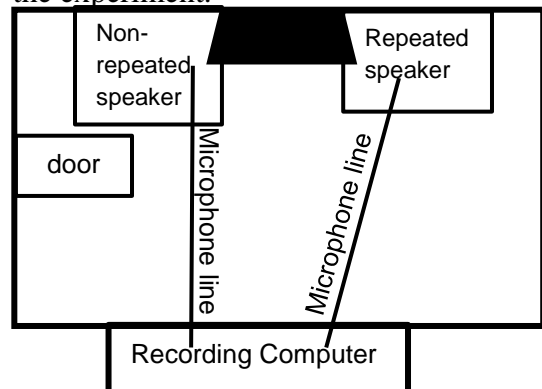 the experiment.
Non-
repeated
speaker
Repeated
speaker
door
Microphone line
Microphone line
Recording Computer